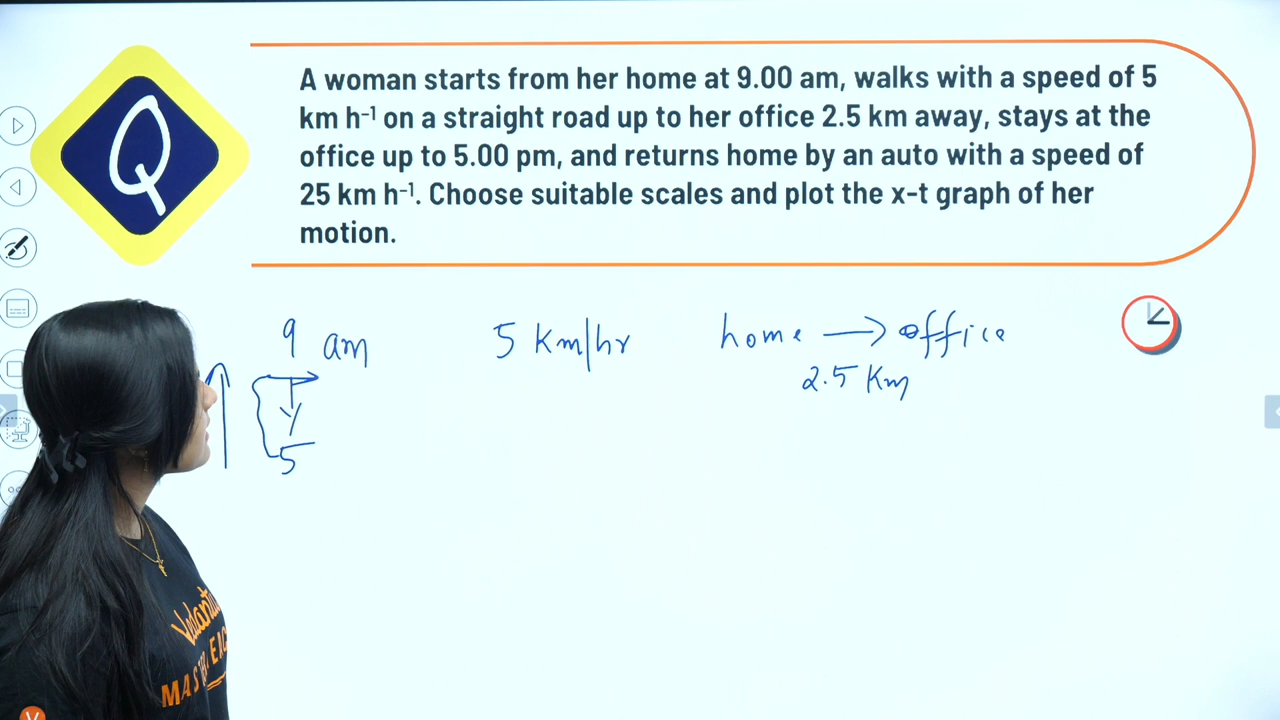 A woman starts from her home at 9.00 am, walks with a speed of 5
km h⁻¹ on a straight road up to her office 2.5 km away, stays at the
office up to 5.00 pm, and returns home by an auto with a speed of
25 km h⁻¹. Choose suitable scales and plot the x-t graph of her
motion.
Q
9 am
5 Km/hr
home → office
2.5 Km
Y
5
MAS